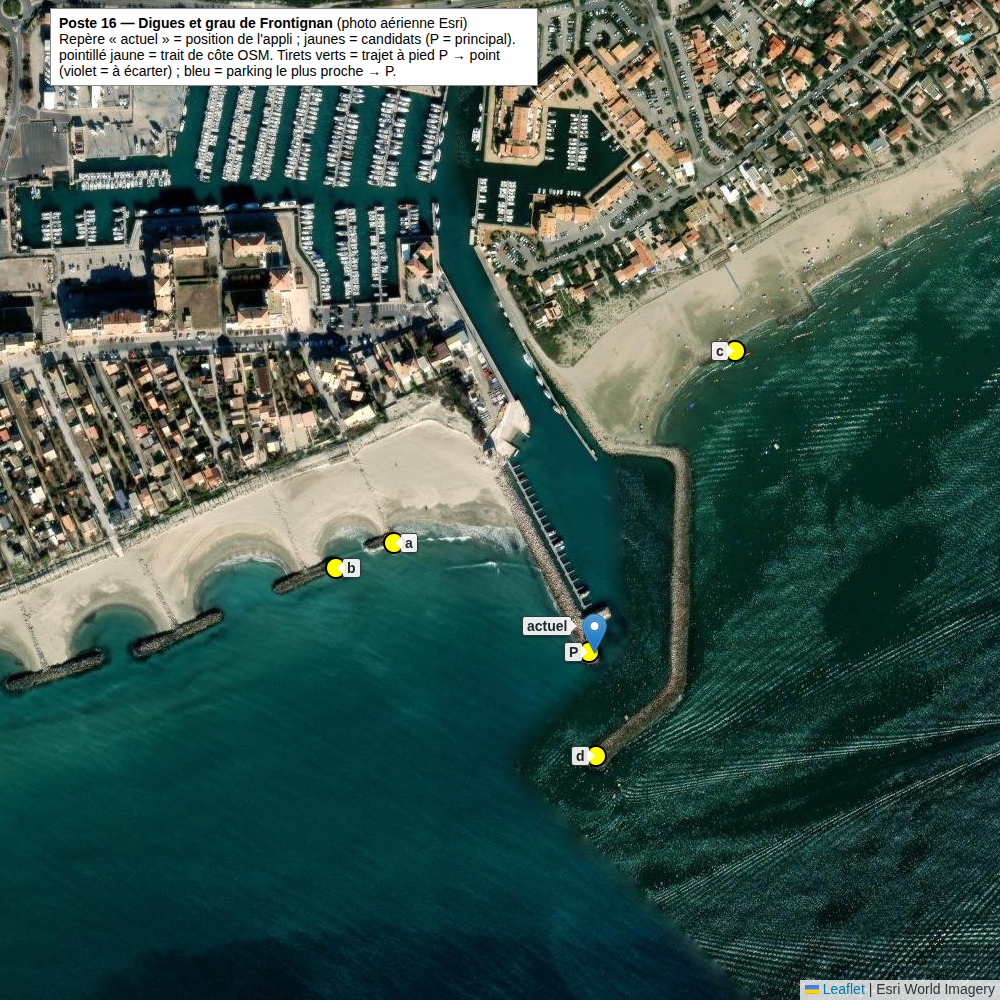 Poste 16 — Digues et grau de Frontignan (photo aérienne Esri)
Repère « actuel » = position de l'appli ; jaunes = candidats (P = principal).
pointillé jaune = trait de côte OSM. Tirets verts = trajet à pied P → point
(violet = à écarter) ; bleu = parking le plus proche → P.
c
a
b
actuel
P
d
Leaflet | Esri World Imagery